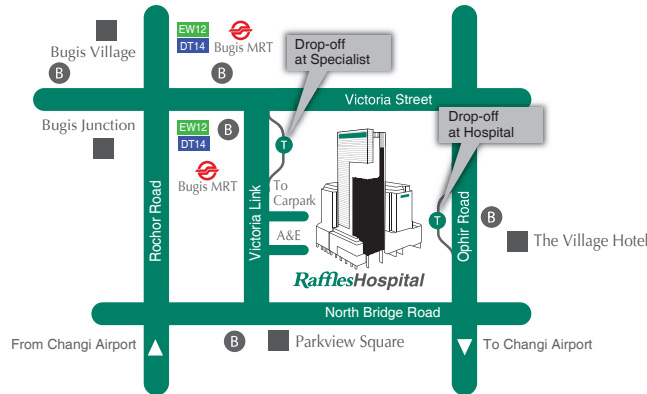 EW12
DT14
Bugis MRT
Bugis Village
B
B
Drop-off
at Specialist
Victoria Street
Drop-off
at Hospital
Bugis Junction
EW12
DT14
B
Bugis MRT
T
To
Carpark
A&E
Rochor Road
Victoria Link
T
Ophir Road
B
The Village Hotel
RafflesHospital
North Bridge Road
From Changi Airport
B
Parkview Square
To Changi Airport